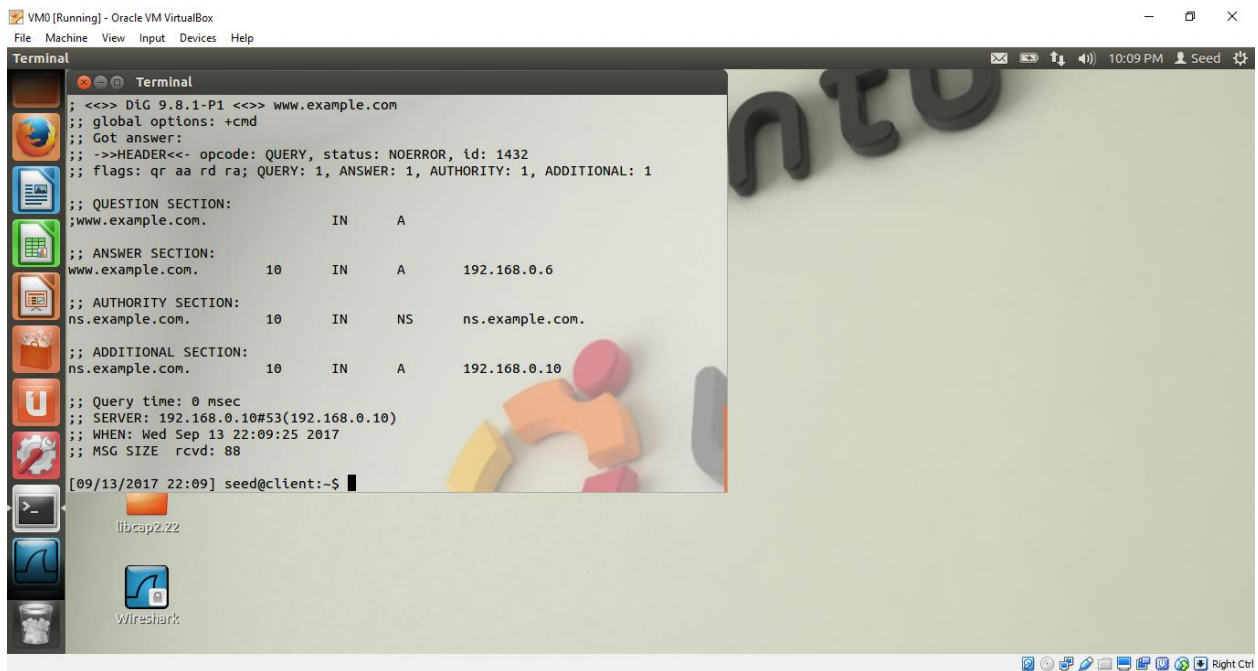 VM0 [Running] - Oracle VM VirtualBox
File Machine View Input Devices Help
Terminal 10:09 PM Seed
Terminal
; <<>> DiG 9.8.1-P1 <<>> www.example.com
;; global options: +cmd
;; Got answer:
;; ->>HEADER<<- opcode: QUERY, status: NOERROR, id: 1432
;; flags: qr aa rd ra; QUERY: 1, ANSWER: 1, AUTHORITY: 1, ADDITIONAL: 1
;; QUESTION SECTION:
;www.example.com. IN A
;; ANSWER SECTION:
www.example.com. 10 IN A 192.168.0.6
;; AUTHORITY SECTION:
ns.example.com. 10 IN NS ns.example.com.
;; ADDITIONAL SECTION:
ns.example.com. 10 IN A 192.168.0.10
;; Query time: 0 msec
;; SERVER: 192.168.0.10#53(192.168.0.10)
;; WHEN: Wed Sep 13 22:09:25 2017
;; MSG SIZE rcvd: 88
[09/13/2017 22:09] seed@client:~$
libcap2.22
Wireshark
ntu
Right Ctrl